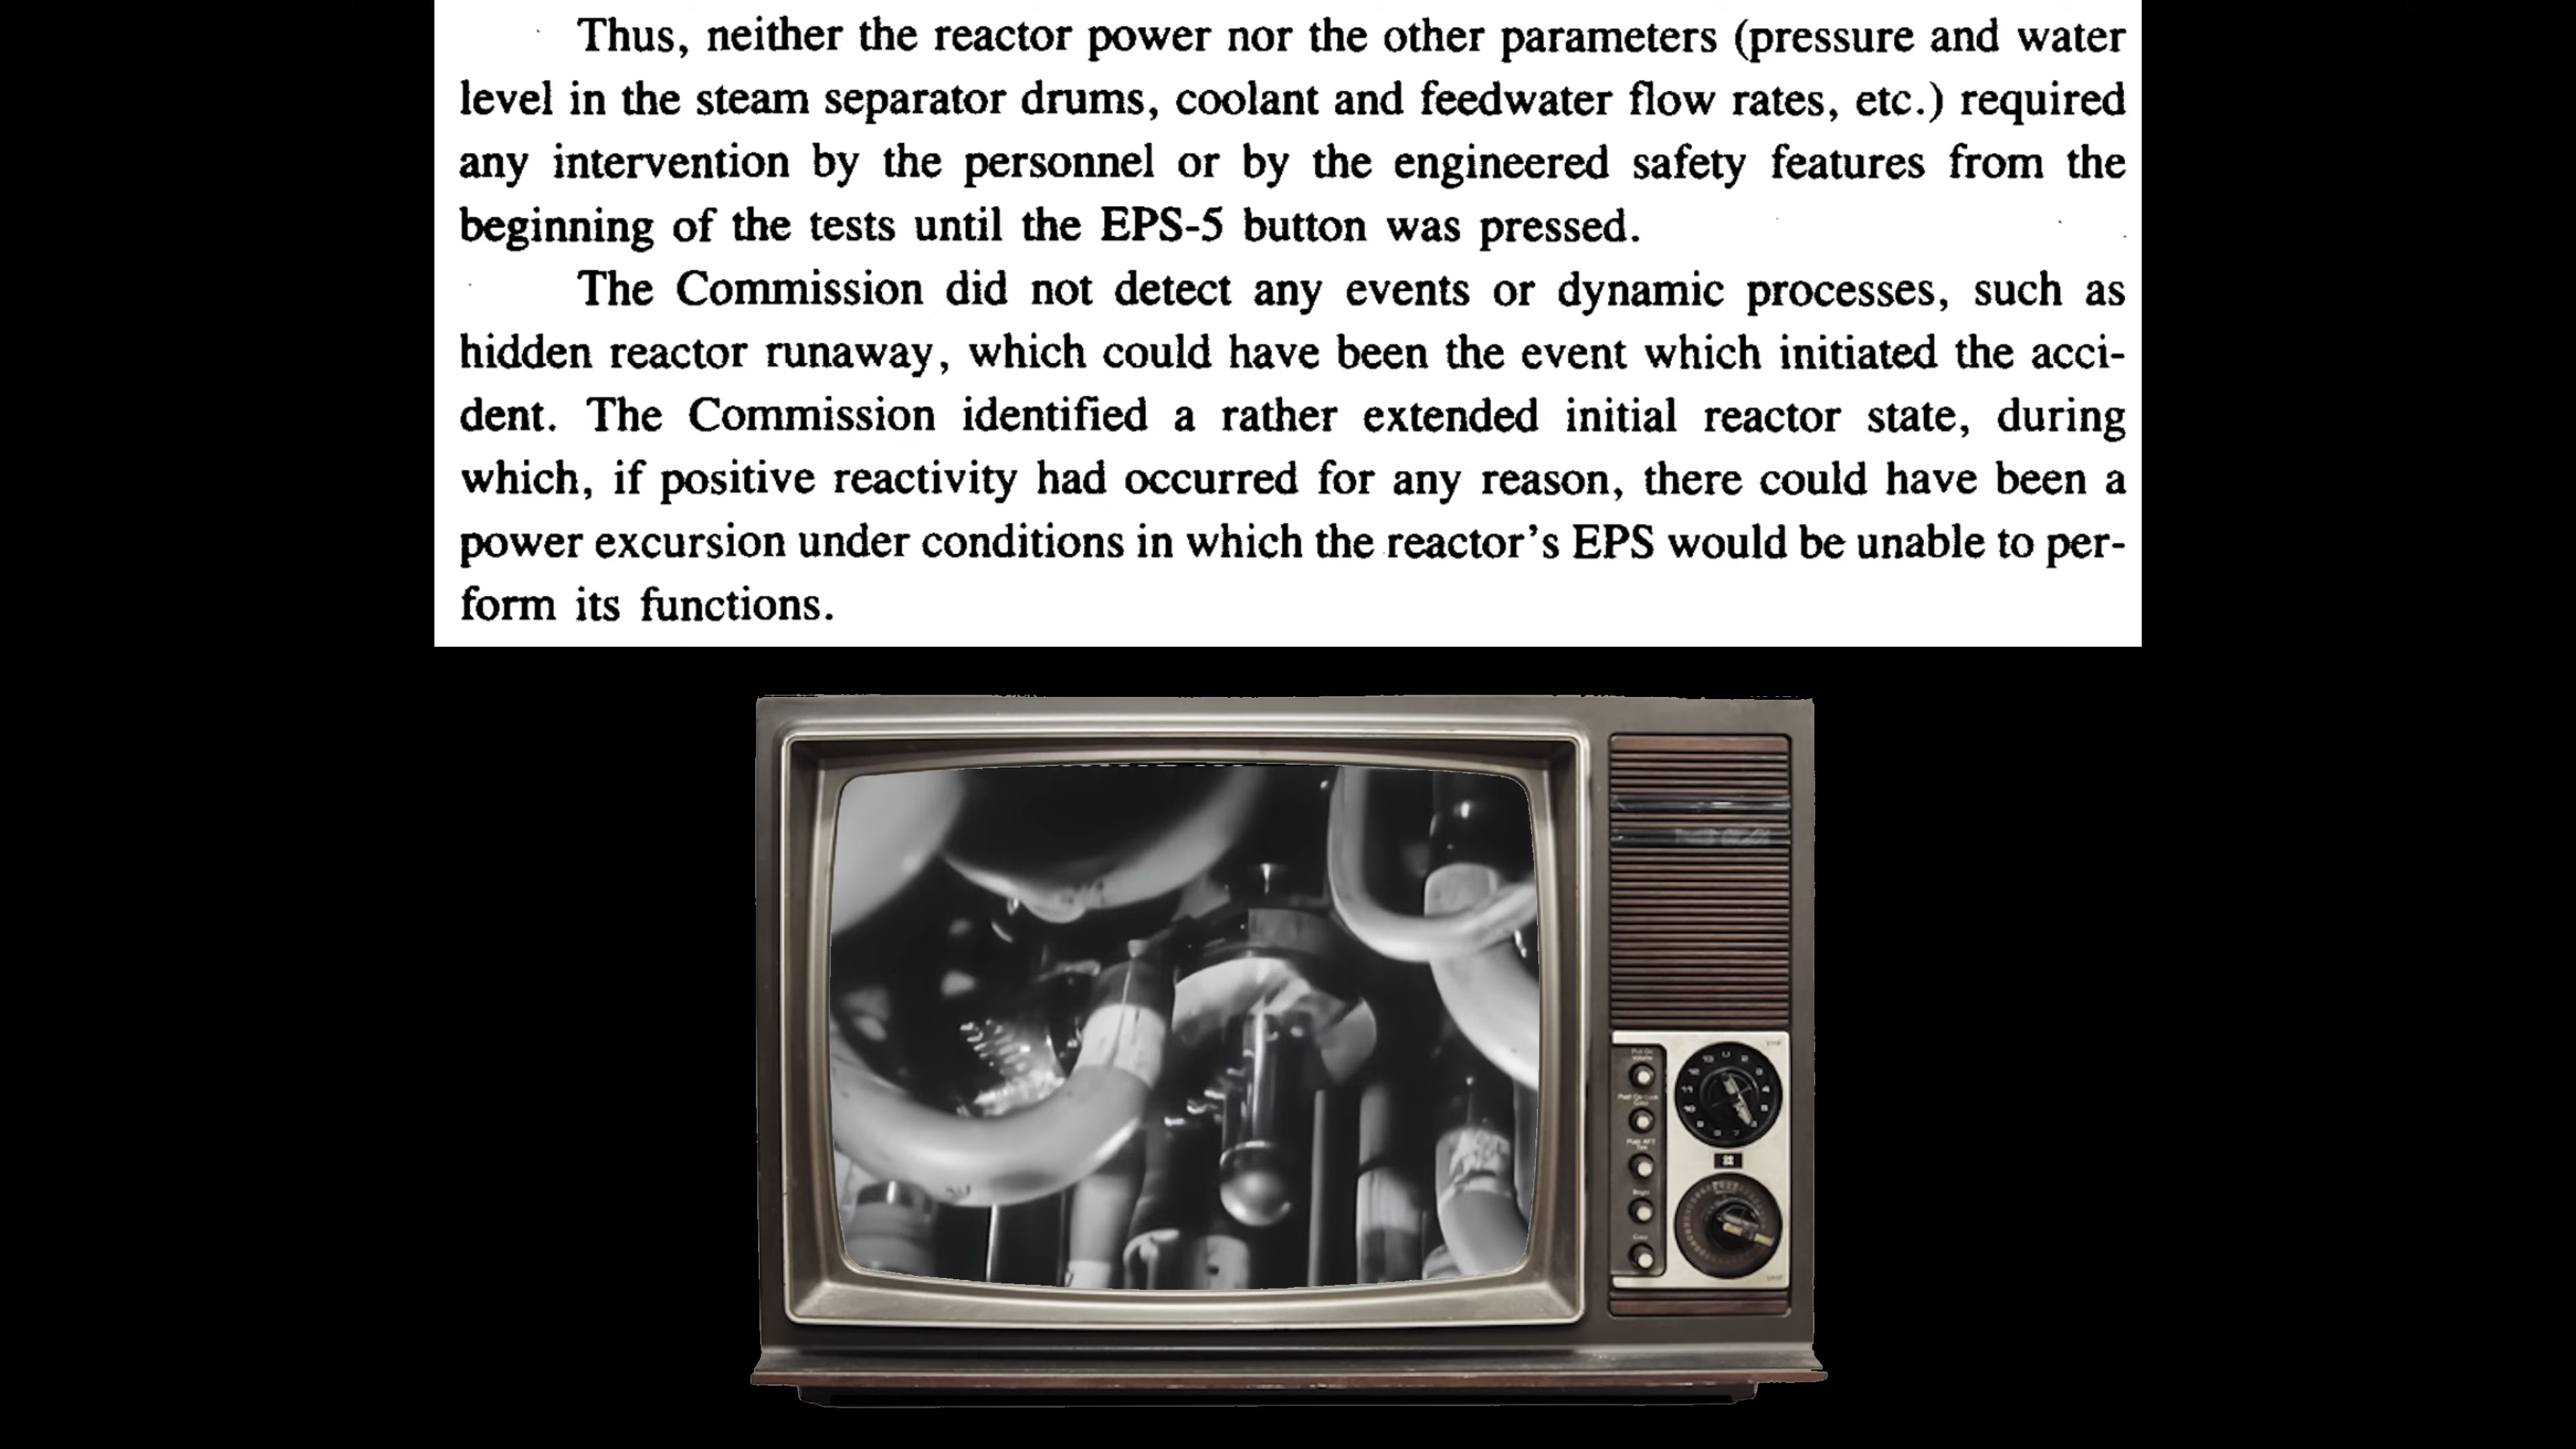 Thus, neither the reactor power nor the other parameters (pressure and water
level in the steam separator drums, coolant and feedwater flow rates, etc.) required
any intervention by the personnel or by the engineered safety features from the
beginning of the tests until the EPS-5 button was pressed.
The Commission did not detect any events or dynamic processes, such as
hidden reactor runaway, which could have been the event which initiated the acci-
dent. The Commission identified a rather extended initial reactor state, during
which, if positive reactivity had occurred for any reason, there could have been a
power excursion under conditions in which the reactor's EPS would be unable to per-
form its functions.